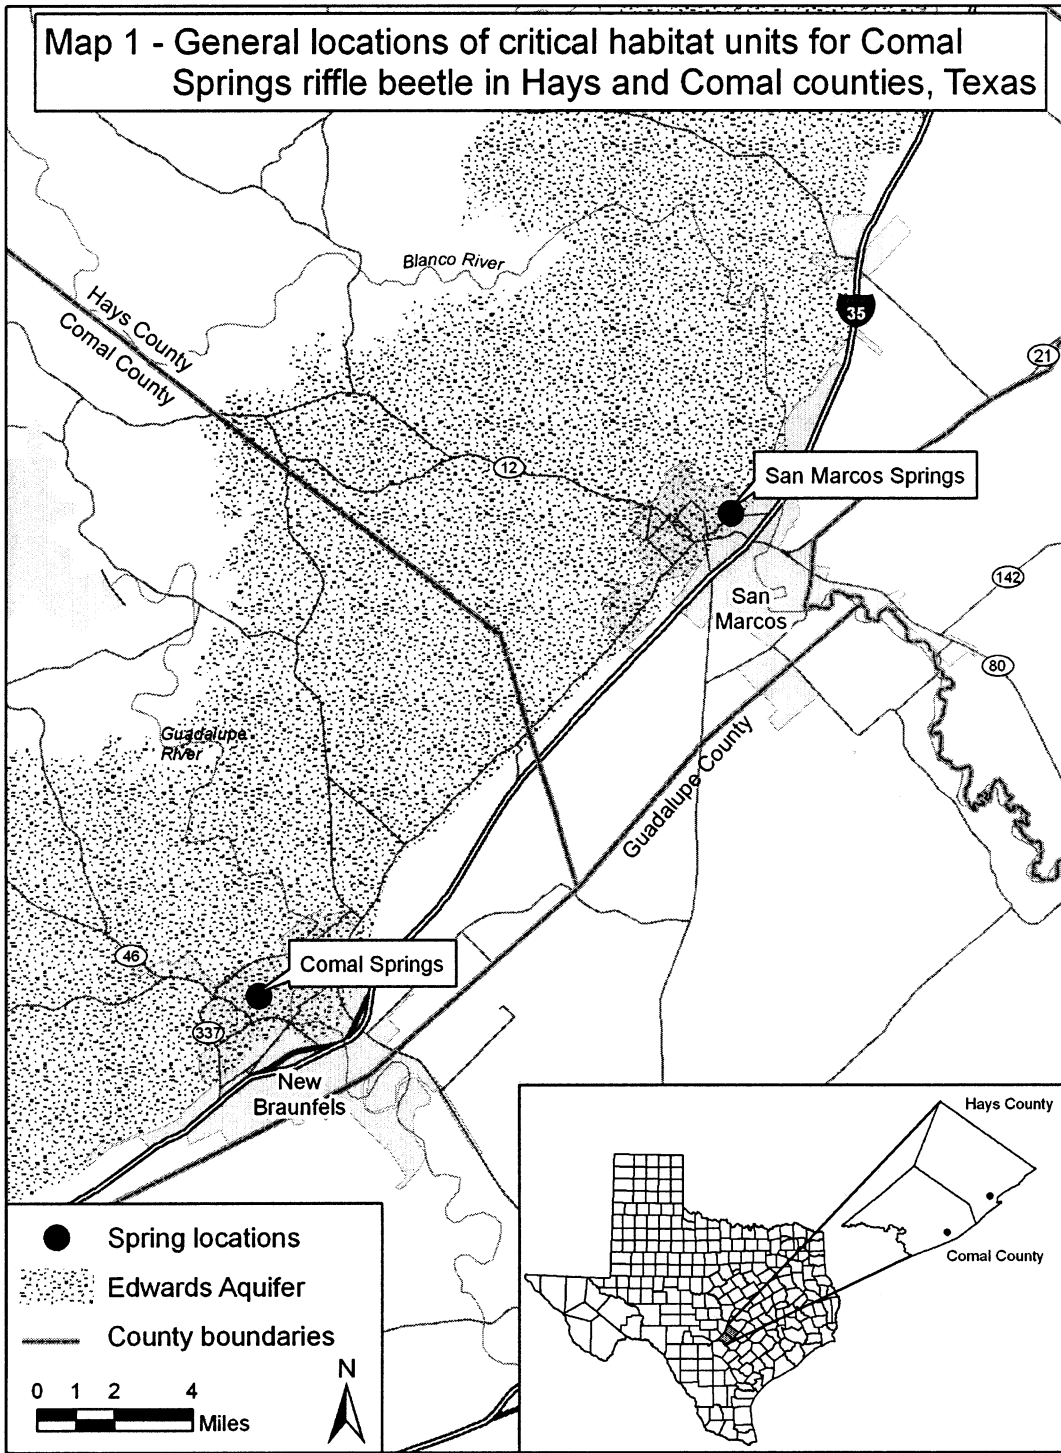 Map 1 - General locations of critical habitat units for Comal
Springs riffle beetle in Hays and Comal counties, Texas
Blanco River
Hays County
Comal County
35
21
12
San Marcos Springs
142
San
Marcos
80
Guadalupe
River
Guadalupe County
46
Comal Springs
337
New
Braunfels
Hays County
Comal County
Spring locations
Edwards Aquifer
County boundaries
N
0 1 2 4
Miles